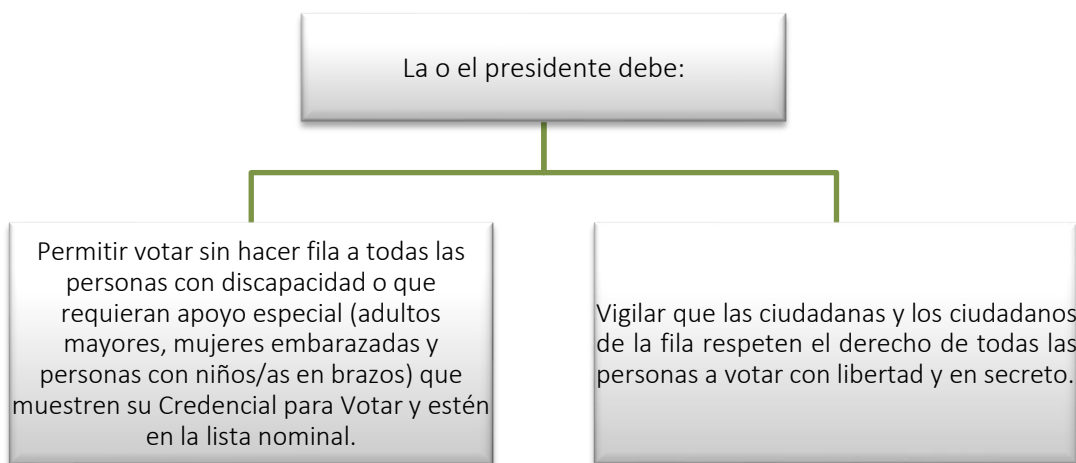 La o el presidente debe:
Permitir votar sin hacer fila a todas las
personas con discapacidad o que
requieran apoyo especial (adultos
mayores, mujeres embarazadas y
personas con niños/as en brazos) que
muestren su Credencial para Votar y estén
en la lista nominal.
Vigilar que las ciudadanas y los ciudadanos
de la fila respeten el derecho de todas las
personas a votar con libertad y en secreto.